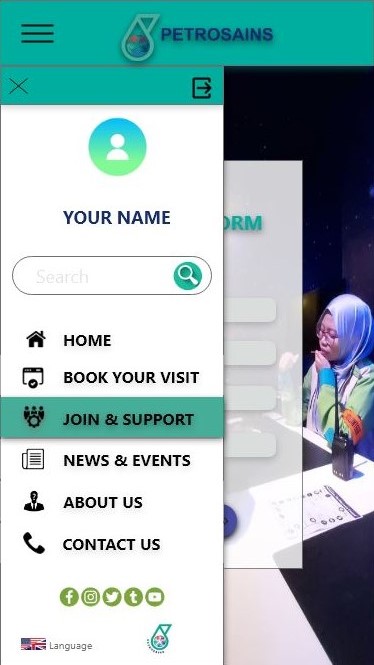 PETROSAINS
YOUR NAME
ORM
Search
HOME
BOOK YOUR VISIT
JOIN & SUPPORT
NEWS & EVENTS
ABOUT US
CONTACT US
Language